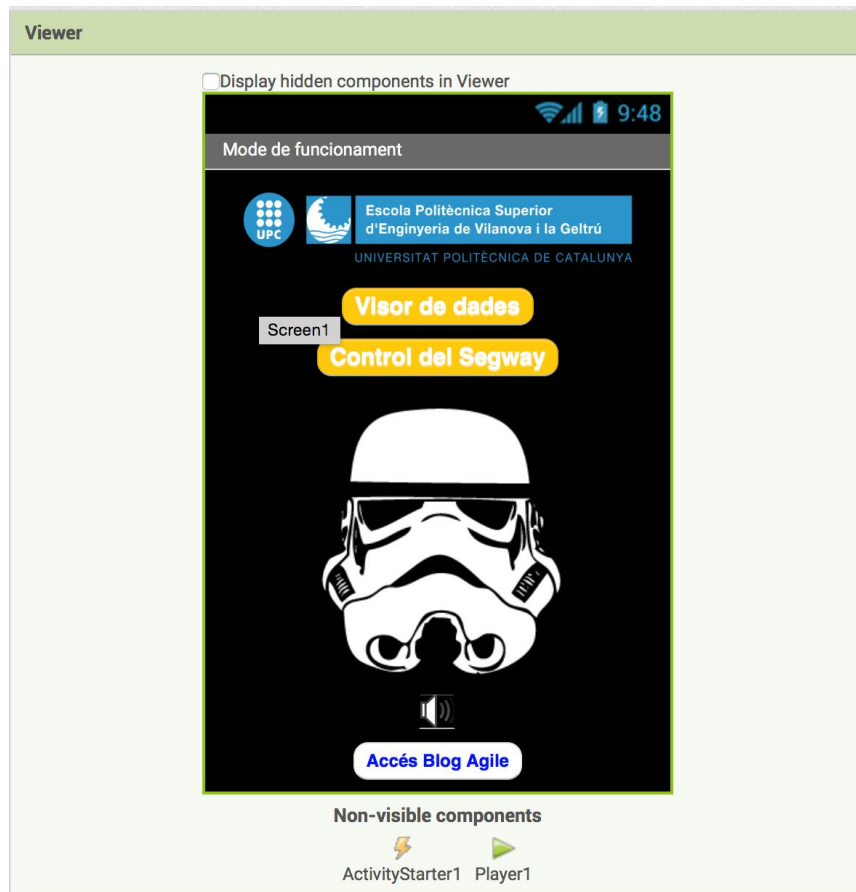 Viewer
Display hidden components in Viewer
9:48
Mode de funcionament
UPC
Escola Politècnica Superior
d'Enginyeria de Vilanova i la Geltrú
UNIVERSITAT POLITÈCNICA DE CATALUNYA
Visor de dades
Screen1
Control del Segway
Accés Blog Agile
Non-visible components
ActivityStarter1 Player1